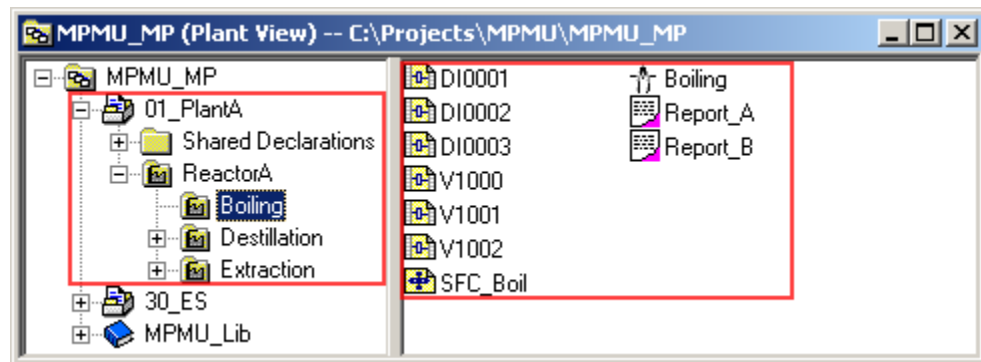 MPMU_MP (Plant View) -- C:\Projects\MPMU\MPMU_MP
MPMU_MP
01_PlantA
Shared Declarations
ReactorA
Boiling
Destillation
Extraction
30_ES
MPMU_Lib
DI0001
DI0002
DI0003
V1000
V1001
V1002
SFC_Boil
Boiling
Report_A
Report_B